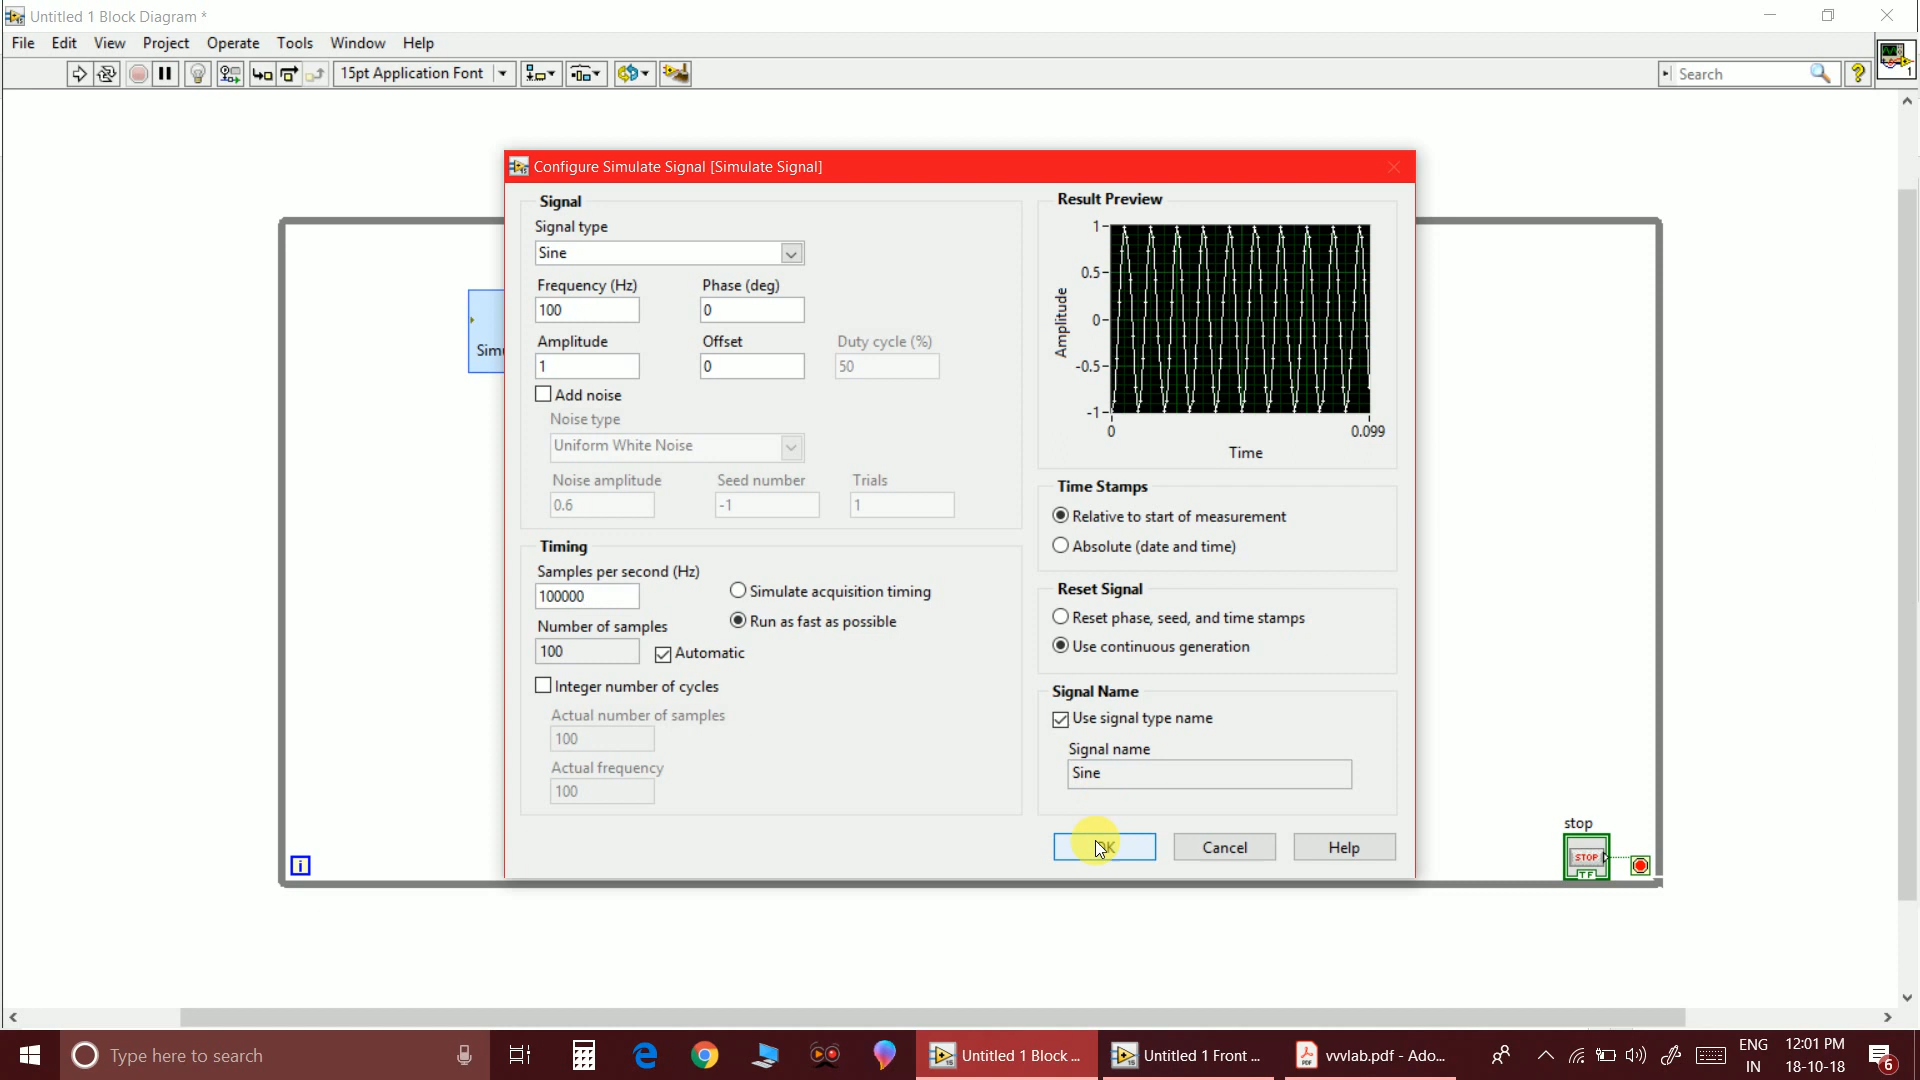 Untitled 1 Block Diagram *
File Edit View Project Operate Tools Window Help
15pt Application Font
Search
1
Configure Simulate Signal [Simulate Signal]
Signal
Signal type
Sine
Frequency (Hz) Phase (deg)
100 0
Amplitude Offset Duty cycle (%)
1 0 50
Add noise
Noise type
Uniform White Noise
Noise amplitude Seed number Trials
0.6 -1 1
Timing
Samples per second (Hz)
100000
Simulate acquisition timing
Run as fast as possible
Number of samples
100
Automatic
Integer number of cycles
Actual number of samples
100
Actual frequency
100
Result Preview
1
0.5
0
-0.5
-1
Amplitude
0 0.099
Time
Time Stamps
Relative to start of measurement
Absolute (date and time)
Reset Signal
Reset phase, seed, and time stamps
Use continuous generation
Signal Name
Use signal type name
Signal name
Sine
Cancel Help
Sim
i
stop
STOP
TF
Type here to search
Untitled 1 Block ...
Untitled 1 Front ...
vvvlab.pdf - Ado...
ENG
IN
12:01 PM
18-10-18
6